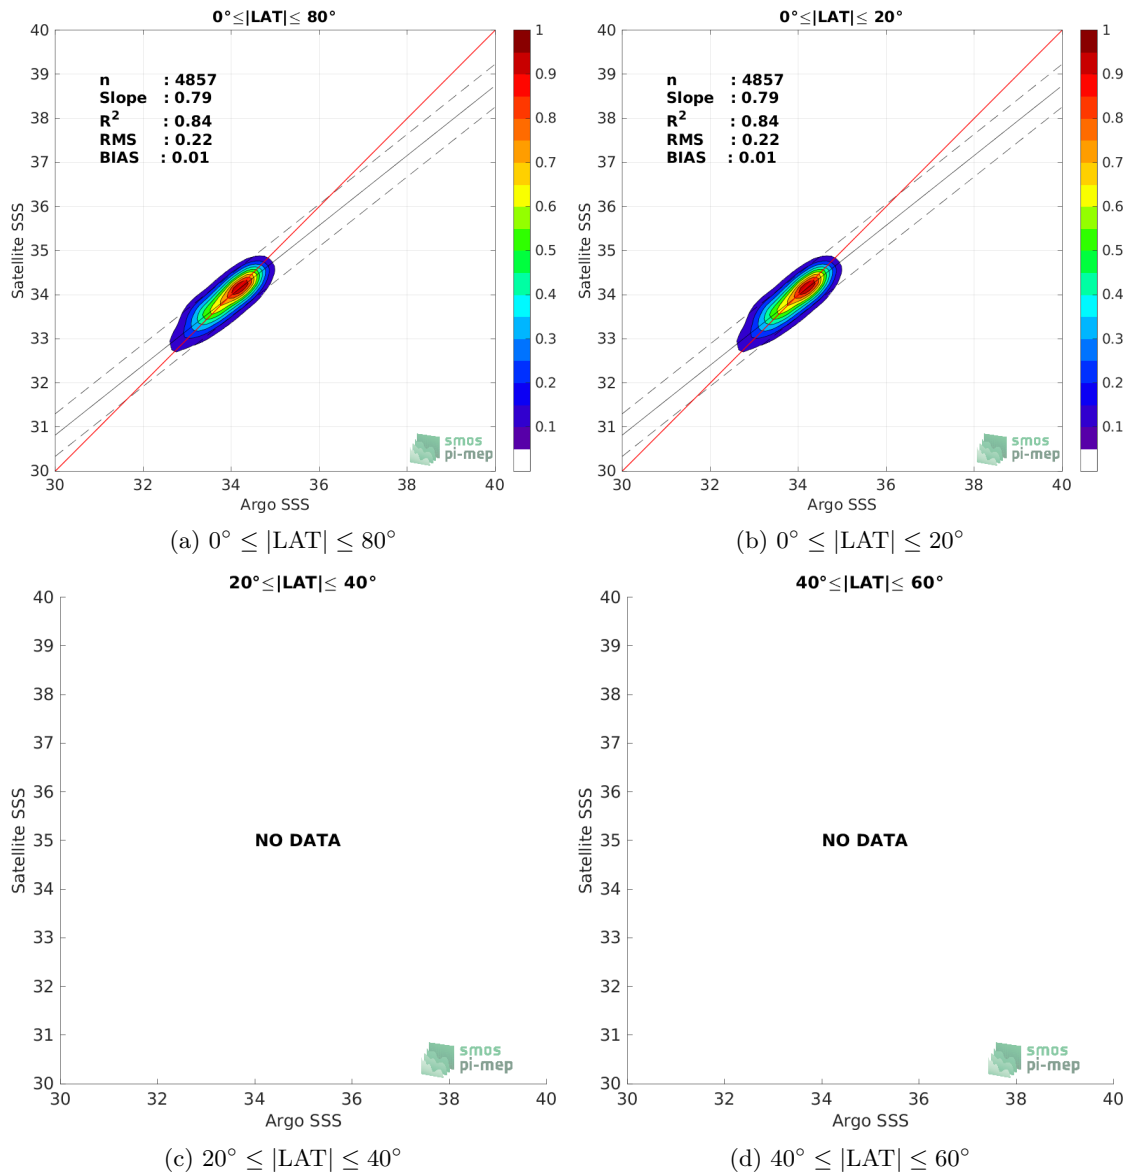 0°≤|LAT|≤ 80°
40
39
38
37
36
35
34
33
32
31
30
Satellite SSS
n : 4857
Slope : 0.79
R² : 0.84
RMS : 0.22
BIAS : 0.01
smos
pi-mep
30 32 34 36 38 40
Argo SSS
1
0.9
0.8
0.7
0.6
0.5
0.4
0.3
0.2
0.1
(a) 0° ≤ |LAT| ≤ 80°
0°≤|LAT|≤ 20°
40
39
38
37
36
35
34
33
32
31
30
Satellite SSS
n : 4857
Slope : 0.79
R² : 0.84
RMS : 0.22
BIAS : 0.01
smos
pi-mep
30 32 34 36 38 40
Argo SSS
1
0.9
0.8
0.7
0.6
0.5
0.4
0.3
0.2
0.1
(b) 0° ≤ |LAT| ≤ 20°
20°≤|LAT|≤ 40°
40
39
38
37
36
35
34
33
32
31
30
Satellite SSS
NO DATA
smos
pi-mep
30 32 34 36 38 40
Argo SSS
(c) 20° ≤ |LAT| ≤ 40°
40°≤|LAT|≤ 60°
40
39
38
37
36
35
34
33
32
31
30
Satellite SSS
NO DATA
smos
pi-mep
30 32 34 36 38 40
Argo SSS
(d) 40° ≤ |LAT| ≤ 60°